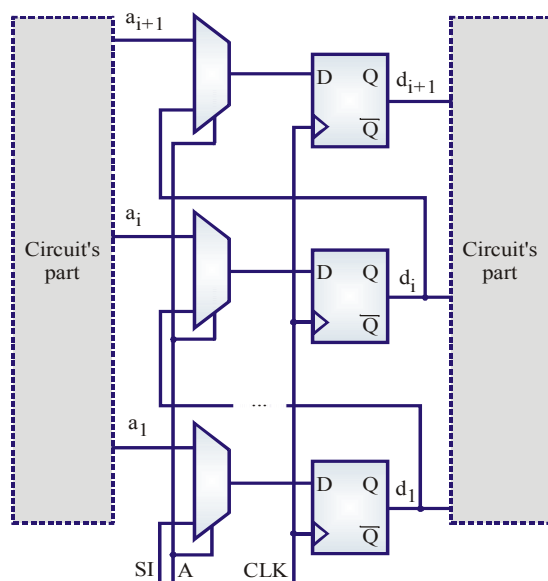 a_{i+1}
D Q
Q̅
d_{i+1}
a_i
Circuit's
part
D Q
Q̅
d_i
Circuit's
part
...
a_1
D Q
Q̅
d_1
SI A CLK